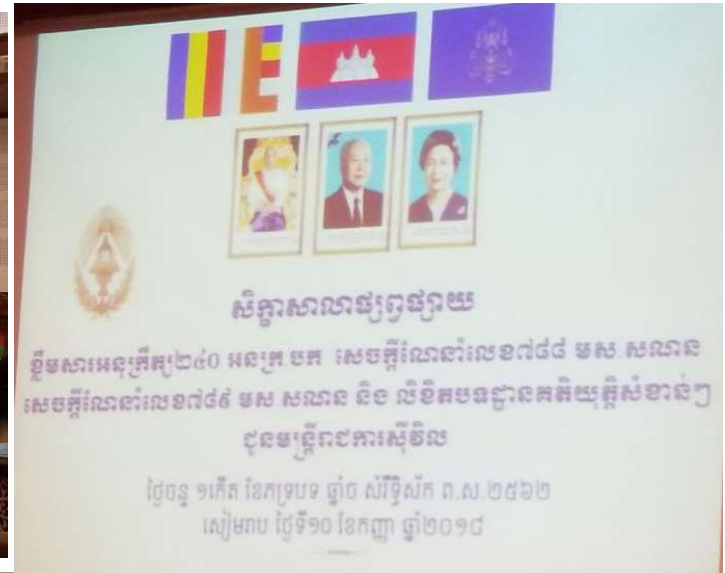 សិក្ខាសាលាផ្សព្វផ្សាយ
ខ្លឹមសារអនុក្រឹត្យ២៤០ អនក្រ.បក សេចក្តីណែនាំលេខ៧៨៨ មស.សណន
សេចក្តីណែនាំលេខ៧៨៩ មស សណន និង លិខិតបទដ្ឋានគតិយុត្តិសំខាន់ៗ
ជូនមន្ត្រីរាជការស៊ីវិល
ថ្ងៃចន្ទ ១កើត ខែភទ្របទ ឆ្នាំច សំរឹទ្ធិស័ក ព.ស.២៥៦២
សៀមរាប ថ្ងៃទី១០ ខែកញ្ញា ឆ្នាំ២០១៨